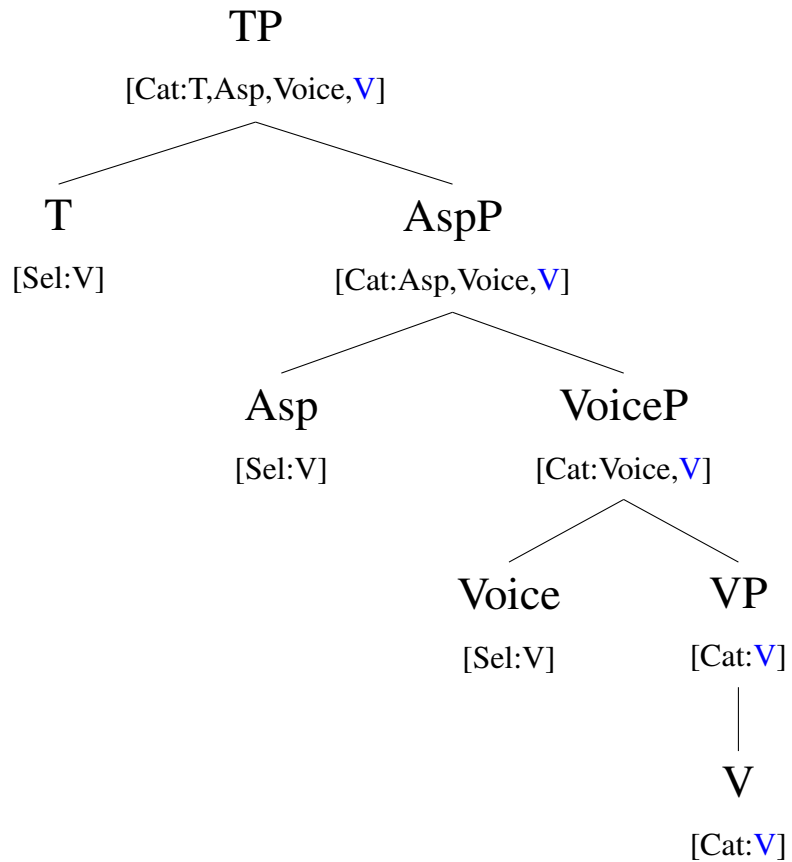 TP
[Cat:T,Asp,Voice,V]
T AspP
[Sel:V] [Cat:Asp,Voice,V]
Asp VoiceP
[Sel:V] [Cat:Voice,V]
Voice VP
[Sel:V] [Cat:V]
V
[Cat:V]